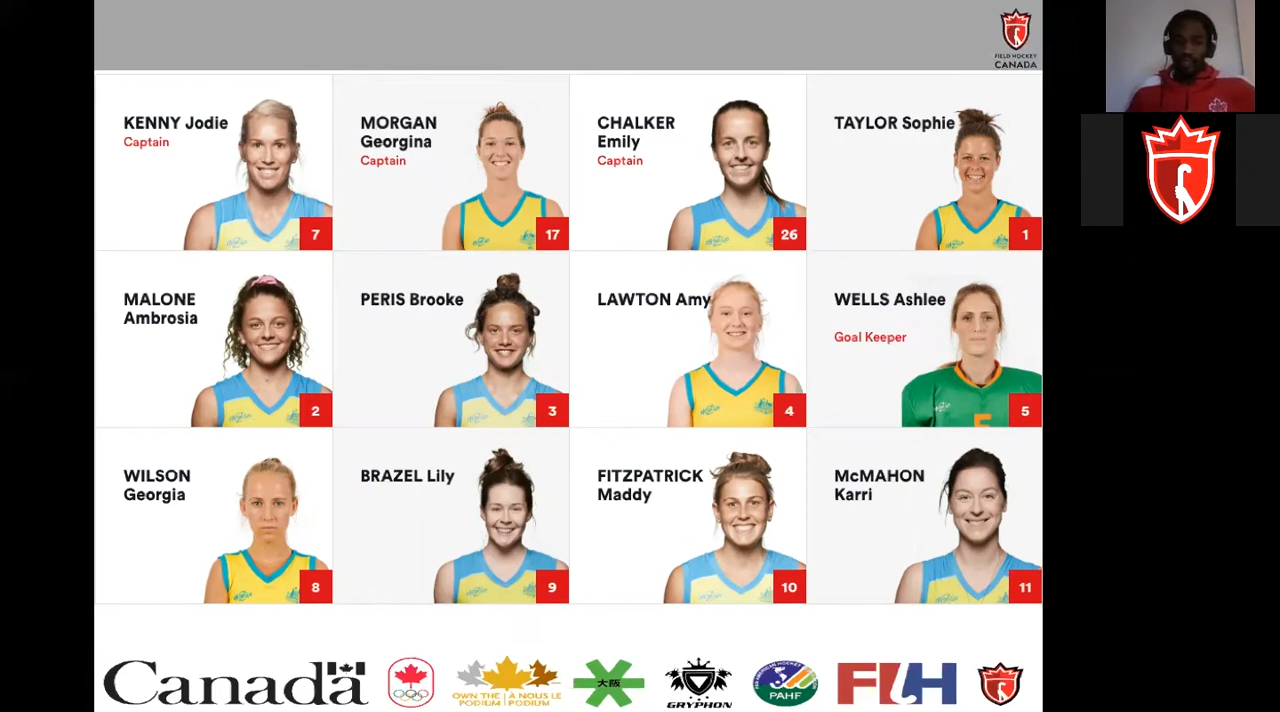 FIELD HOCKEY
CANADA
KENNY Jodie
Captain
7
MORGAN
Georgina
Captain
17
CHALKER
Emily
Captain
26
TAYLOR Sophie
1
MALONE
Ambrosia
2
PERIS Brooke
3
LAWTON Amy
4
WELLS Ashlee
Goal Keeper
5
5
WILSON
Georgia
8
BRAZEL Lily
9
FITZPATRICK
Maddy
10
McMAHON
Karri
11
Canada
OWN THE
PODIUM
À NOUS LE
PODIUM
大阪
GRYPHON
PAHF
FIH